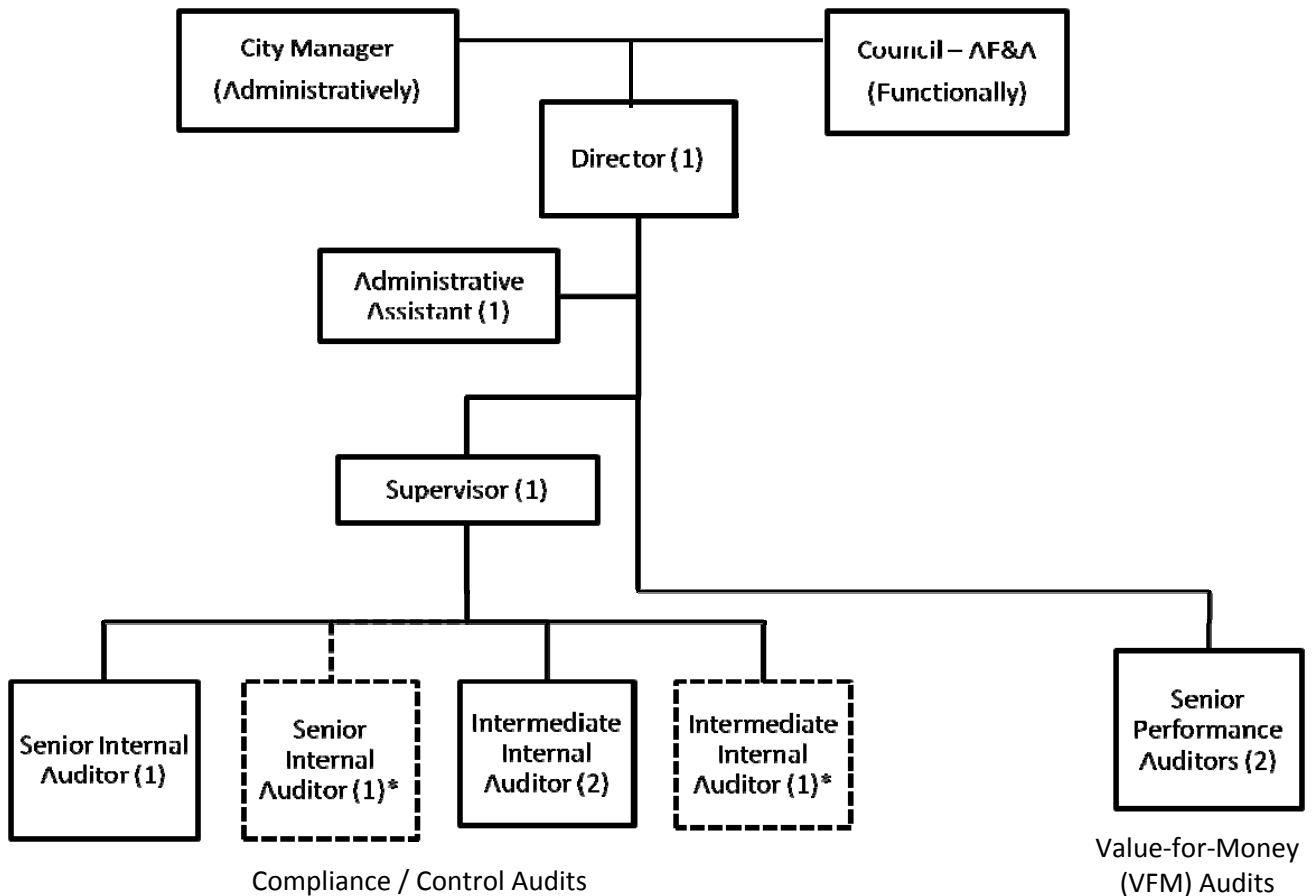 City Manager
(Administratively)
Council – AF&A
(Functionally)
Director (1)
Administrative
Assistant (1)
Supervisor (1)
Senior Internal
Auditor (1)
Senior
Internal
Auditor (1)*
Intermediate
Internal
Auditor (2)
Intermediate
Internal
Auditor (1)*
Senior
Performance
Auditors (2)
Compliance / Control Audits
Value-for-Money
(VFM) Audits